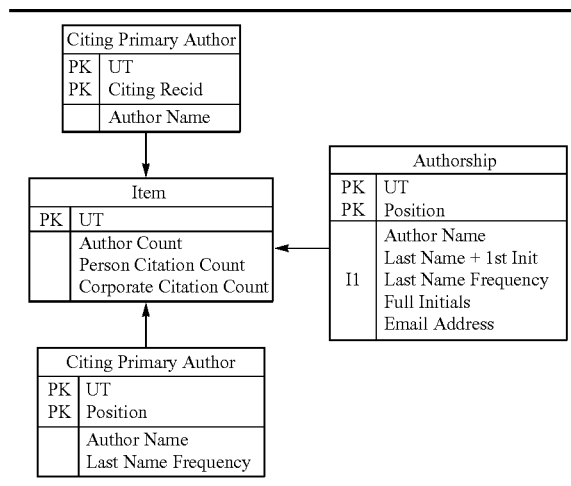 Citing Primary Author
PK UT
PK Citing Recid
Author Name
Item
PK UT
Author Count
Person Citation Count
Corporate Citation Count
Authorship
PK UT
PK Position
Author Name
Last Name + 1st Init
I1 Last Name Frequency
Full Initials
Email Address
Citing Primary Author
PK UT
PK Position
Author Name
Last Name Frequency